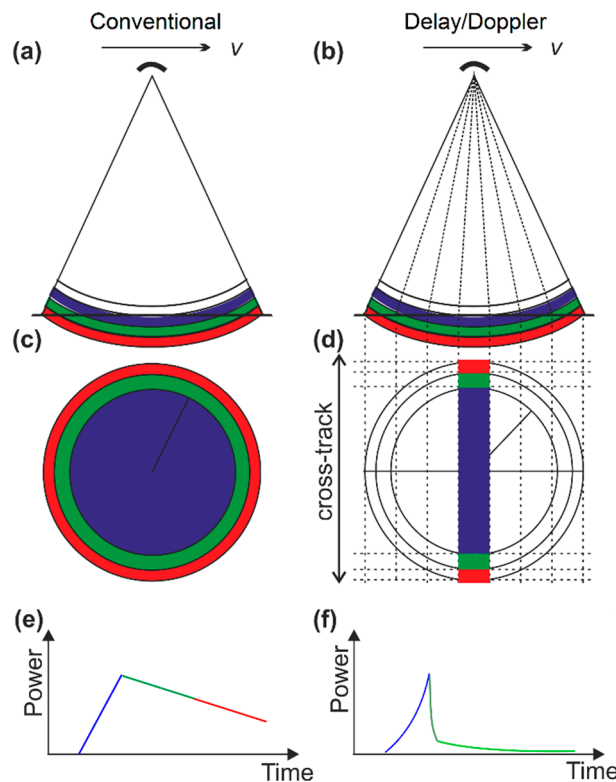 Conventional
Delay/Doppler
v
v
(a)
(b)
(c)
(d)
cross-track
(e)
(f)
Power
Time
Power
Time